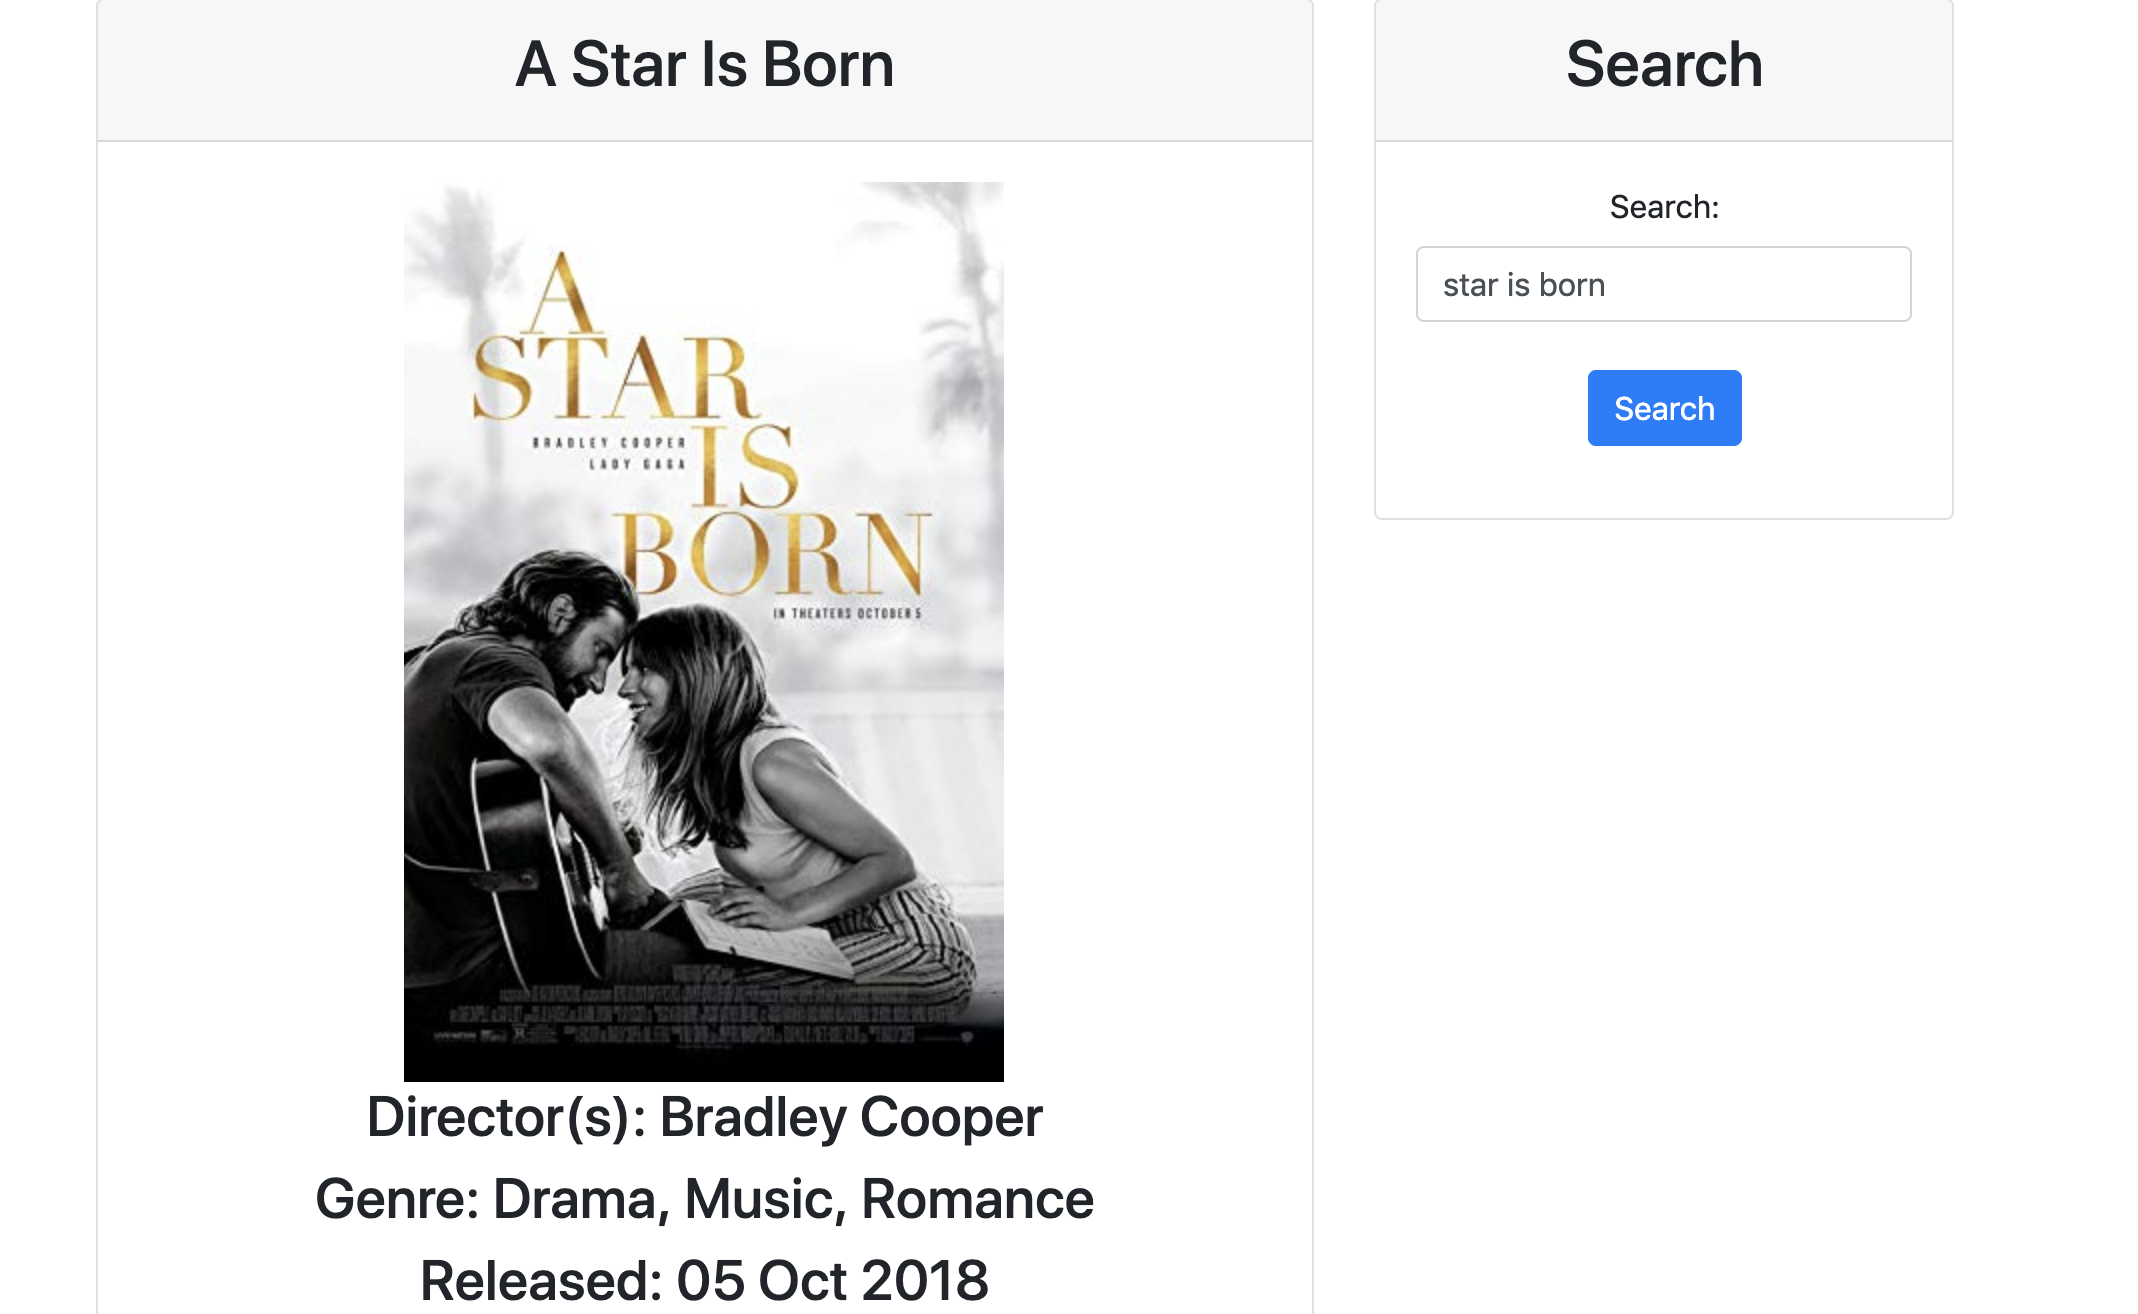 A Star Is Born
A
STAR
BRADLEY COOPER
LADY GAGA
IS
BORN
IN THEATERS OCTOBER 5
Director(s): Bradley Cooper
Genre: Drama, Music, Romance
Released: 05 Oct 2018
Search
Search:
star is born
Search